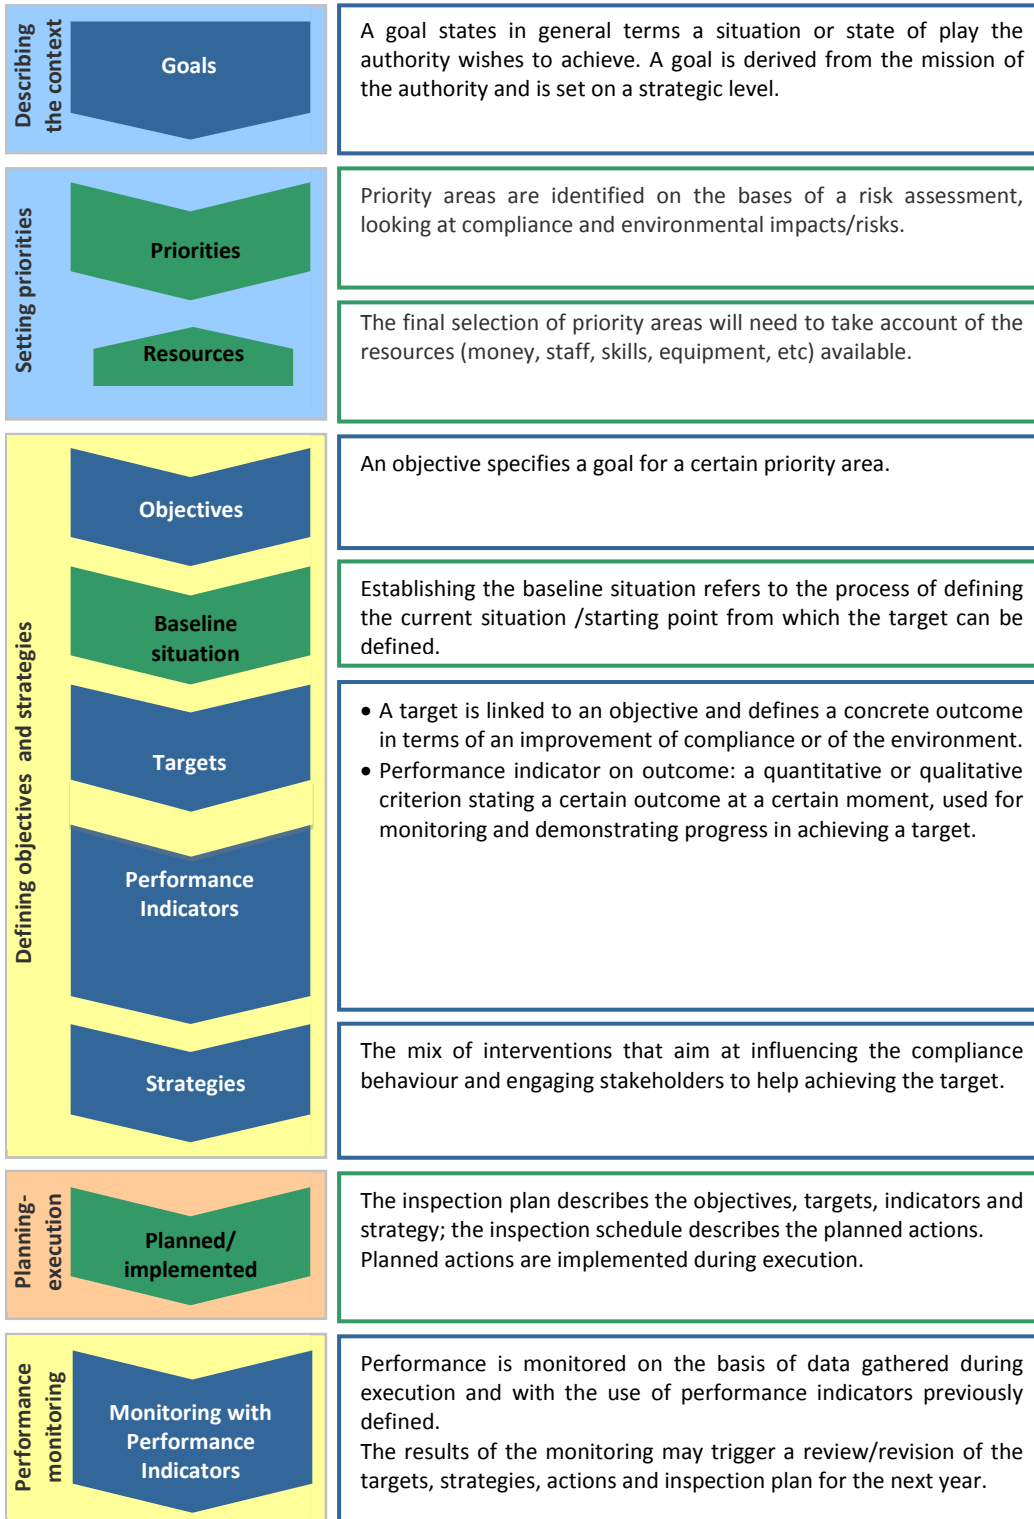 Describing
the context
Goals
A goal states in general terms a situation or state of play the
authority wishes to achieve. A goal is derived from the mission of
the authority and is set on a strategic level.
Setting priorities
Priorities
Priority areas are identified on the bases of a risk assessment,
looking at compliance and environmental impacts/risks.
Resources
The final selection of priority areas will need to take account of the
resources (money, staff, skills, equipment, etc) available.
Defining objectives and strategies
Objectives
An objective specifies a goal for a certain priority area.
Baseline
situation
Establishing the baseline situation refers to the process of defining
the current situation /starting point from which the target can be
defined.
Targets
• A target is linked to an objective and defines a concrete outcome
in terms of an improvement of compliance or of the environment.
• Performance indicator on outcome: a quantitative or qualitative
criterion stating a certain outcome at a certain moment, used for
monitoring and demonstrating progress in achieving a target.
Performance
Indicators
Strategies
The mix of interventions that aim at influencing the compliance
behaviour and engaging stakeholders to help achieving the target.
Planning-
execution
Planned/
implemented
The inspection plan describes the objectives, targets, indicators and
strategy; the inspection schedule describes the planned actions.
Planned actions are implemented during execution.
Performance
monitoring
Monitoring with
Performance
Indicators
Performance is monitored on the basis of data gathered during
execution and with the use of performance indicators previously
defined.
The results of the monitoring may trigger a review/revision of the
targets, strategies, actions and inspection plan for the next year.